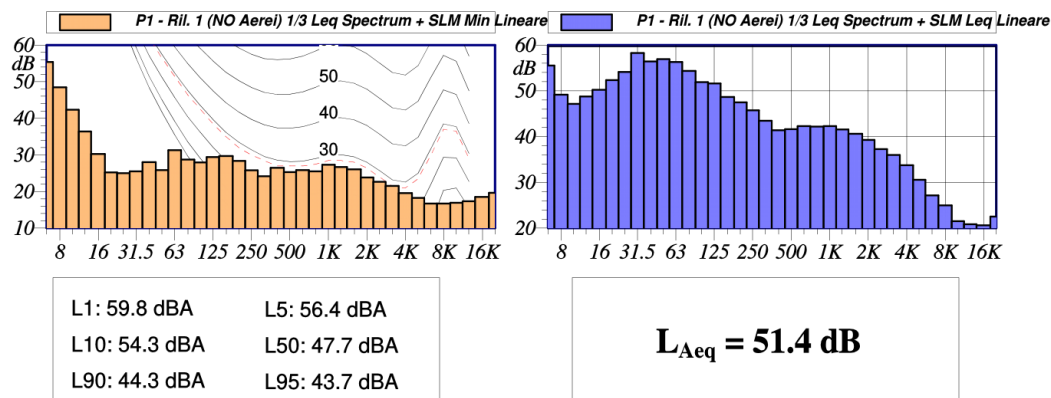 P1 - Ril. 1 (NO Aerei) 1/3 Leq Spectrum + SLM Min Lineare
60
dB
50
40
30
20
10
50
40
30
8 16 31.5 63 125 250 500 1K 2K 4K 8K 16K
P1 - Ril. 1 (NO Aerei) 1/3 Leq Spectrum + SLM Leq Lineare
60
dB
50
40
30
20
8 16 31.5 63 125 250 500 1K 2K 4K 8K 16K
L1: 59.8 dBA L5: 56.4 dBA
L10: 54.3 dBA L50: 47.7 dBA
L90: 44.3 dBA L95: 43.7 dBA
LAeq = 51.4 dB